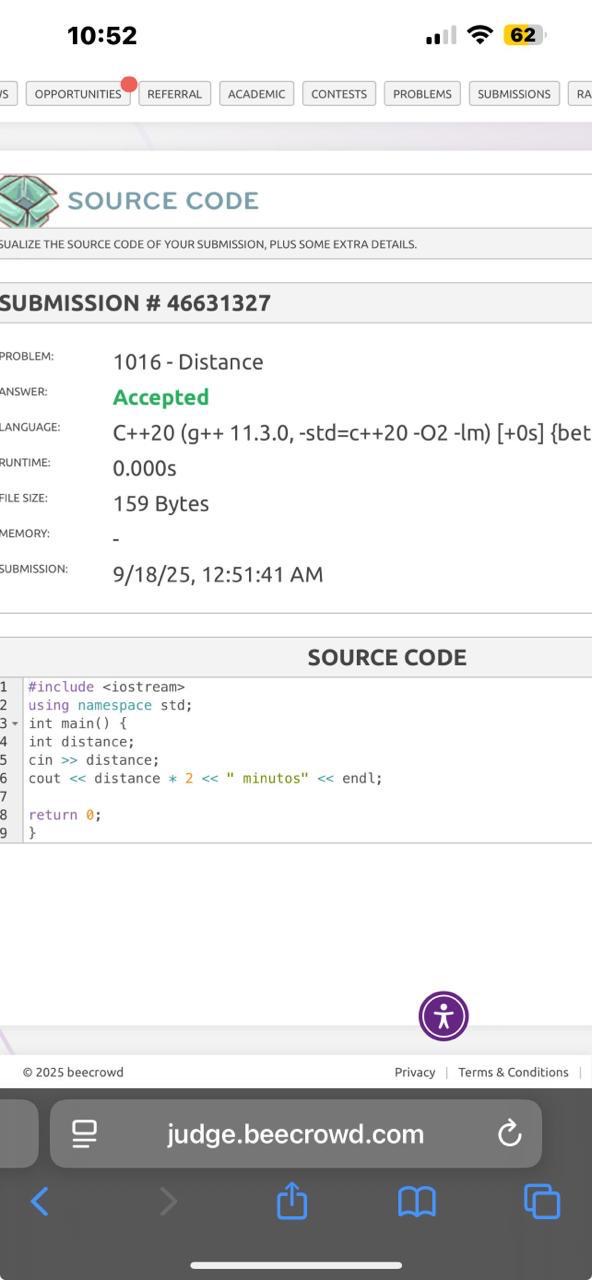 10:52
62
WS
OPPORTUNITIES
REFERRAL
ACADEMIC
CONTESTS
PROBLEMS
SUBMISSIONS
RA
SOURCE CODE
SUALIZE THE SOURCE CODE OF YOUR SUBMISSION, PLUS SOME EXTRA DETAILS.
SUBMISSION # 46631327
PROBLEM: 1016 - Distance
ANSWER: Accepted
LANGUAGE: C++20 (g++ 11.3.0, -std=c++20 -O2 -lm) [+0s] {bet
RUNTIME: 0.000s
FILE SIZE: 159 Bytes
MEMORY: -
SUBMISSION: 9/18/25, 12:51:41 AM
SOURCE CODE
1 #include <iostream>
2 using namespace std;
3 int main() {
4 int distance;
5 cin >> distance;
6 cout << distance * 2 << " minutos" << endl;
7
8 return 0;
9 }
© 2025 beecrowd
Privacy | Terms & Conditions |
judge.beecrowd.com